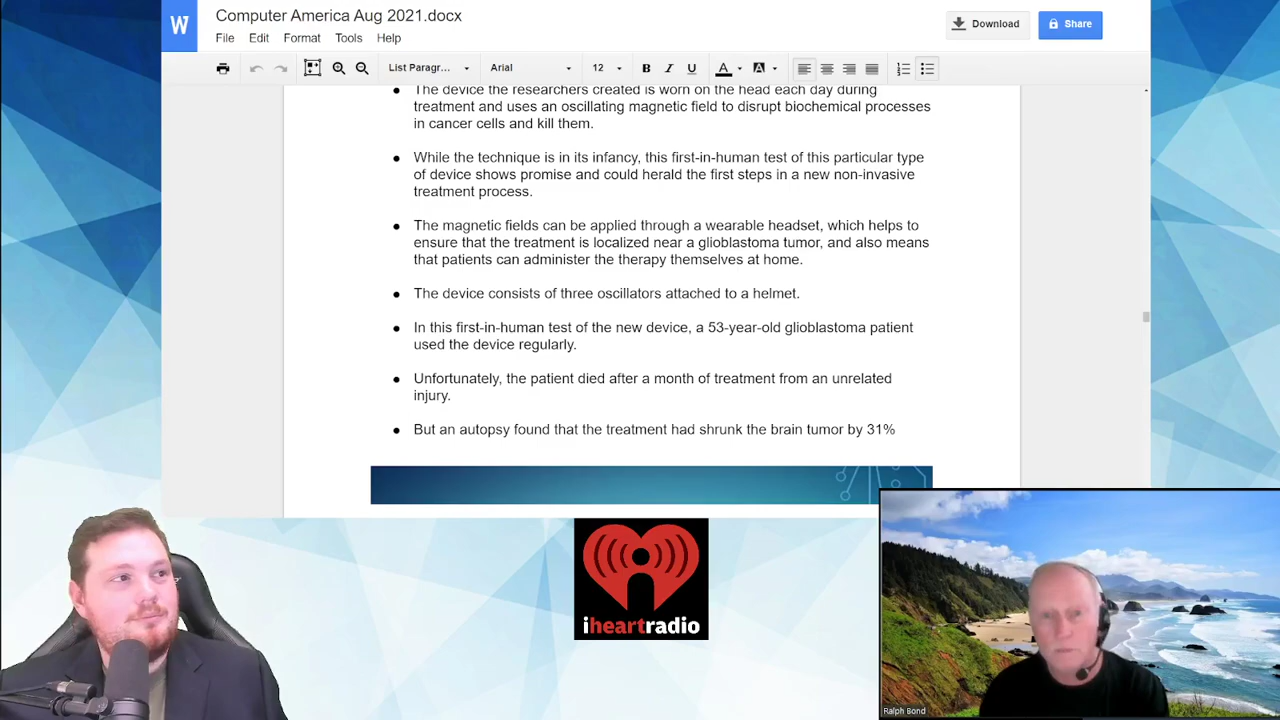 Computer America Aug 2021.docx
W
File Edit Format Tools Help
Download
Share
List Paragr... Arial 12 B I U A A
The device the researchers created is worn on the head each day during
treatment and uses an oscillating magnetic field to disrupt biochemical processes
in cancer cells and kill them.
While the technique is in its infancy, this first-in-human test of this particular type
of device shows promise and could herald the first steps in a new non-invasive
treatment process.
The magnetic fields can be applied through a wearable headset, which helps to
ensure that the treatment is localized near a glioblastoma tumor, and also means
that patients can administer the therapy themselves at home.
The device consists of three oscillators attached to a helmet.
In this first-in-human test of the new device, a 53-year-old glioblastoma patient
used the device regularly.
Unfortunately, the patient died after a month of treatment from an unrelated
injury.
But an autopsy found that the treatment had shrunk the brain tumor by 31%
iheartradio
Ralph Bond